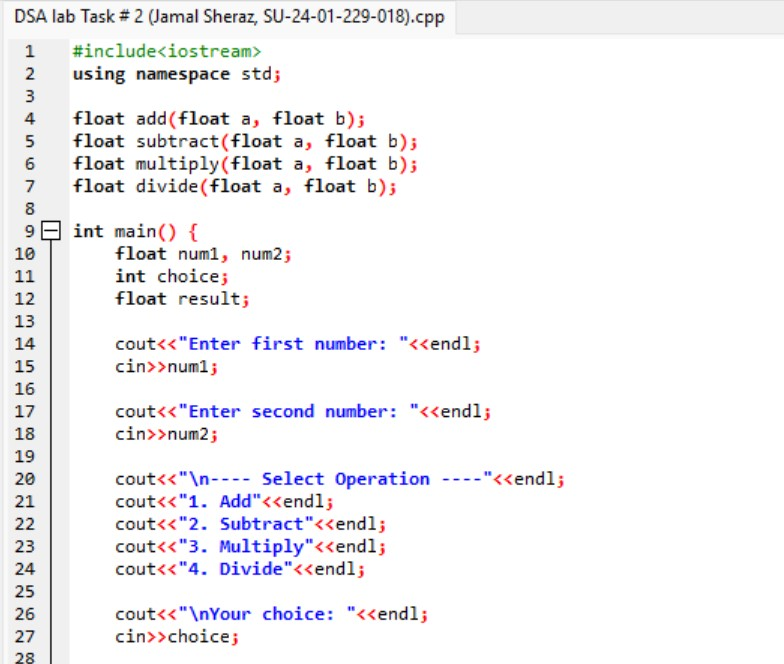 DSA lab Task # 2 (Jamal Sheraz, SU-24-01-229-018).cpp
1 #include<iostream>
2 using namespace std;
3
4 float add(float a, float b);
5 float subtract(float a, float b);
6 float multiply(float a, float b);
7 float divide(float a, float b);
8
9 int main() {
10 float num1, num2;
11 int choice;
12 float result;
13
14 cout<<"Enter first number: "<<endl;
15 cin>>num1;
16
17 cout<<"Enter second number: "<<endl;
18 cin>>num2;
19
20 cout<<"\n---- Select Operation ----"<<endl;
21 cout<<"1. Add"<<endl;
22 cout<<"2. Subtract"<<endl;
23 cout<<"3. Multiply"<<endl;
24 cout<<"4. Divide"<<endl;
25
26 cout<<"\nYour choice: "<<endl;
27 cin>>choice;
28